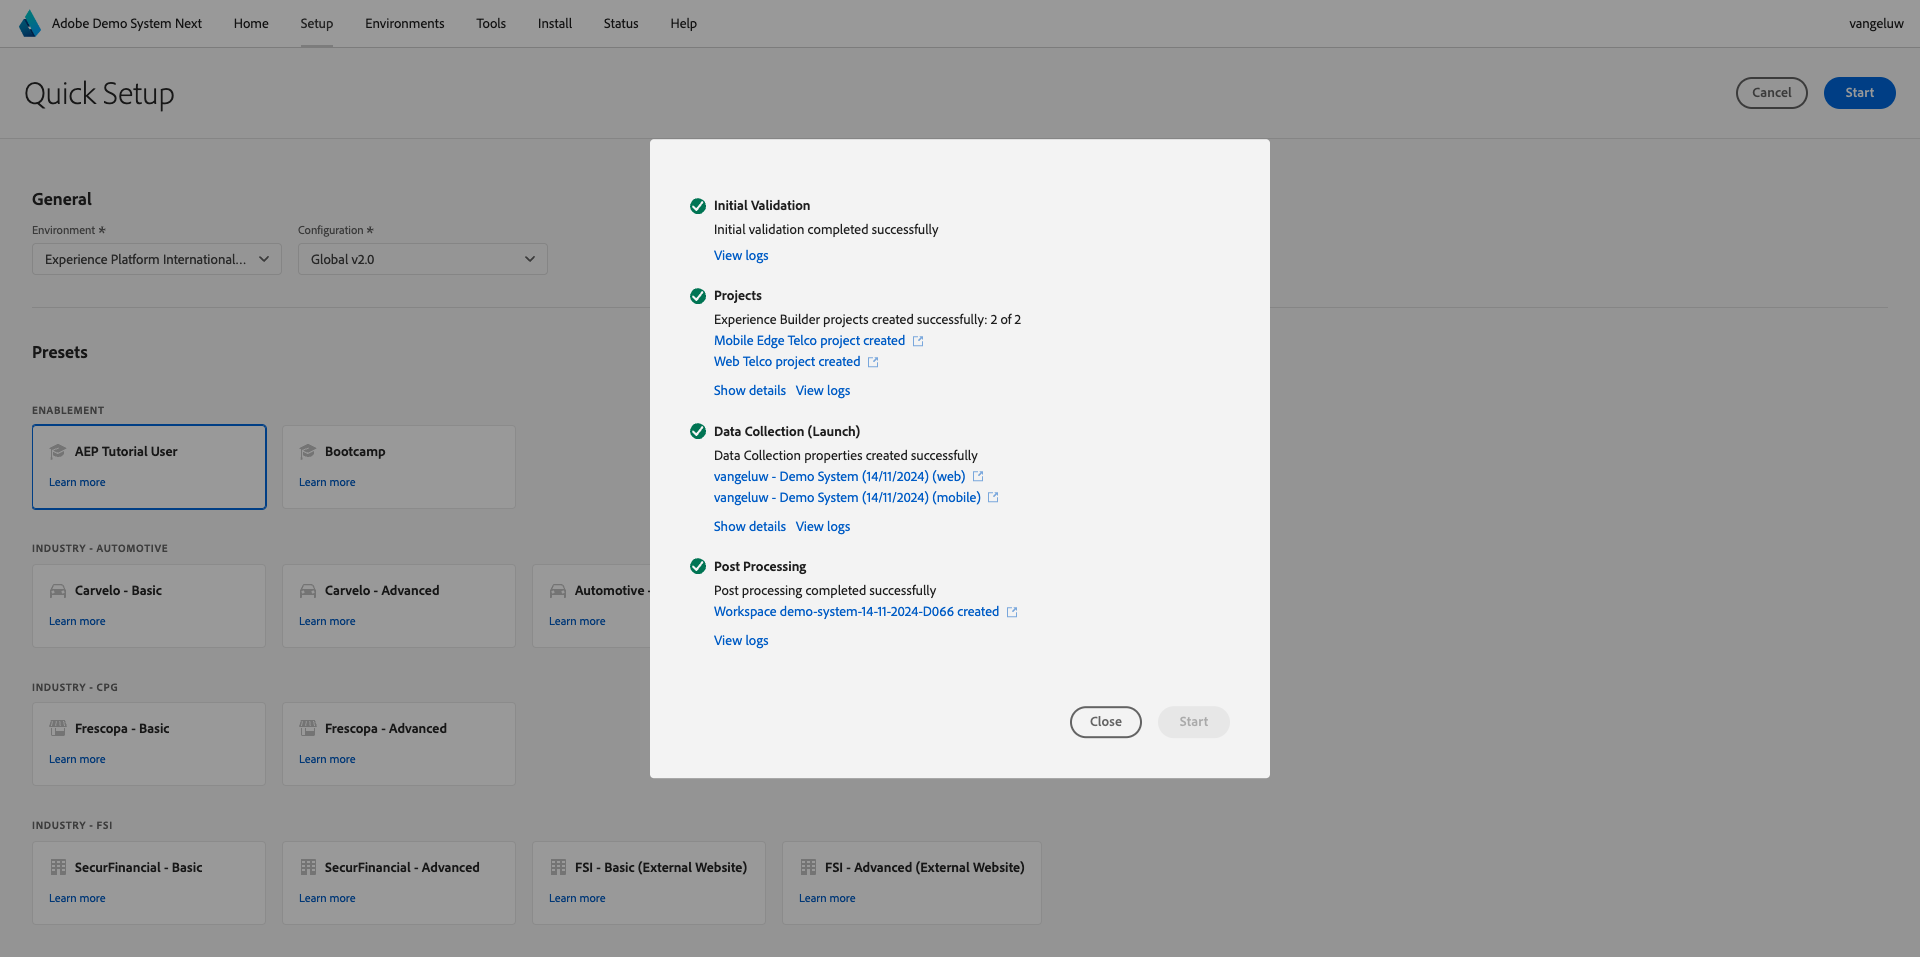 Adobe Demo System Next
Home
Setup
Environments
Tools
Install
Status
Help
vangeluw
Quick Setup
Cancel
Start
General
Environment *
Configuration *
Experience Platform International...
Global v2.0
Presets
ENABLEMENT
AEP Tutorial User
Learn more
Bootcamp
Learn more
INDUSTRY - AUTOMOTIVE
Carvelo - Basic
Learn more
Carvelo - Advanced
Learn more
Automotive -
Learn more
INDUSTRY - CPG
Frescopa - Basic
Learn more
Frescopa - Advanced
Learn more
INDUSTRY - FSI
SecurFinancial - Basic
Learn more
SecurFinancial - Advanced
Learn more
FSI - Basic (External Website)
Learn more
FSI - Advanced (External Website)
Learn more
Initial Validation
Initial validation completed successfully
View logs
Projects
Experience Builder projects created successfully: 2 of 2
Mobile Edge Telco project created
Web Telco project created
Show details View logs
Data Collection (Launch)
Data Collection properties created successfully
vangeluw - Demo System (14/11/2024) (web)
vangeluw - Demo System (14/11/2024) (mobile)
Show details View logs
Post Processing
Post processing completed successfully
Workspace demo-system-14-11-2024-D066 created
View logs
Close
Start